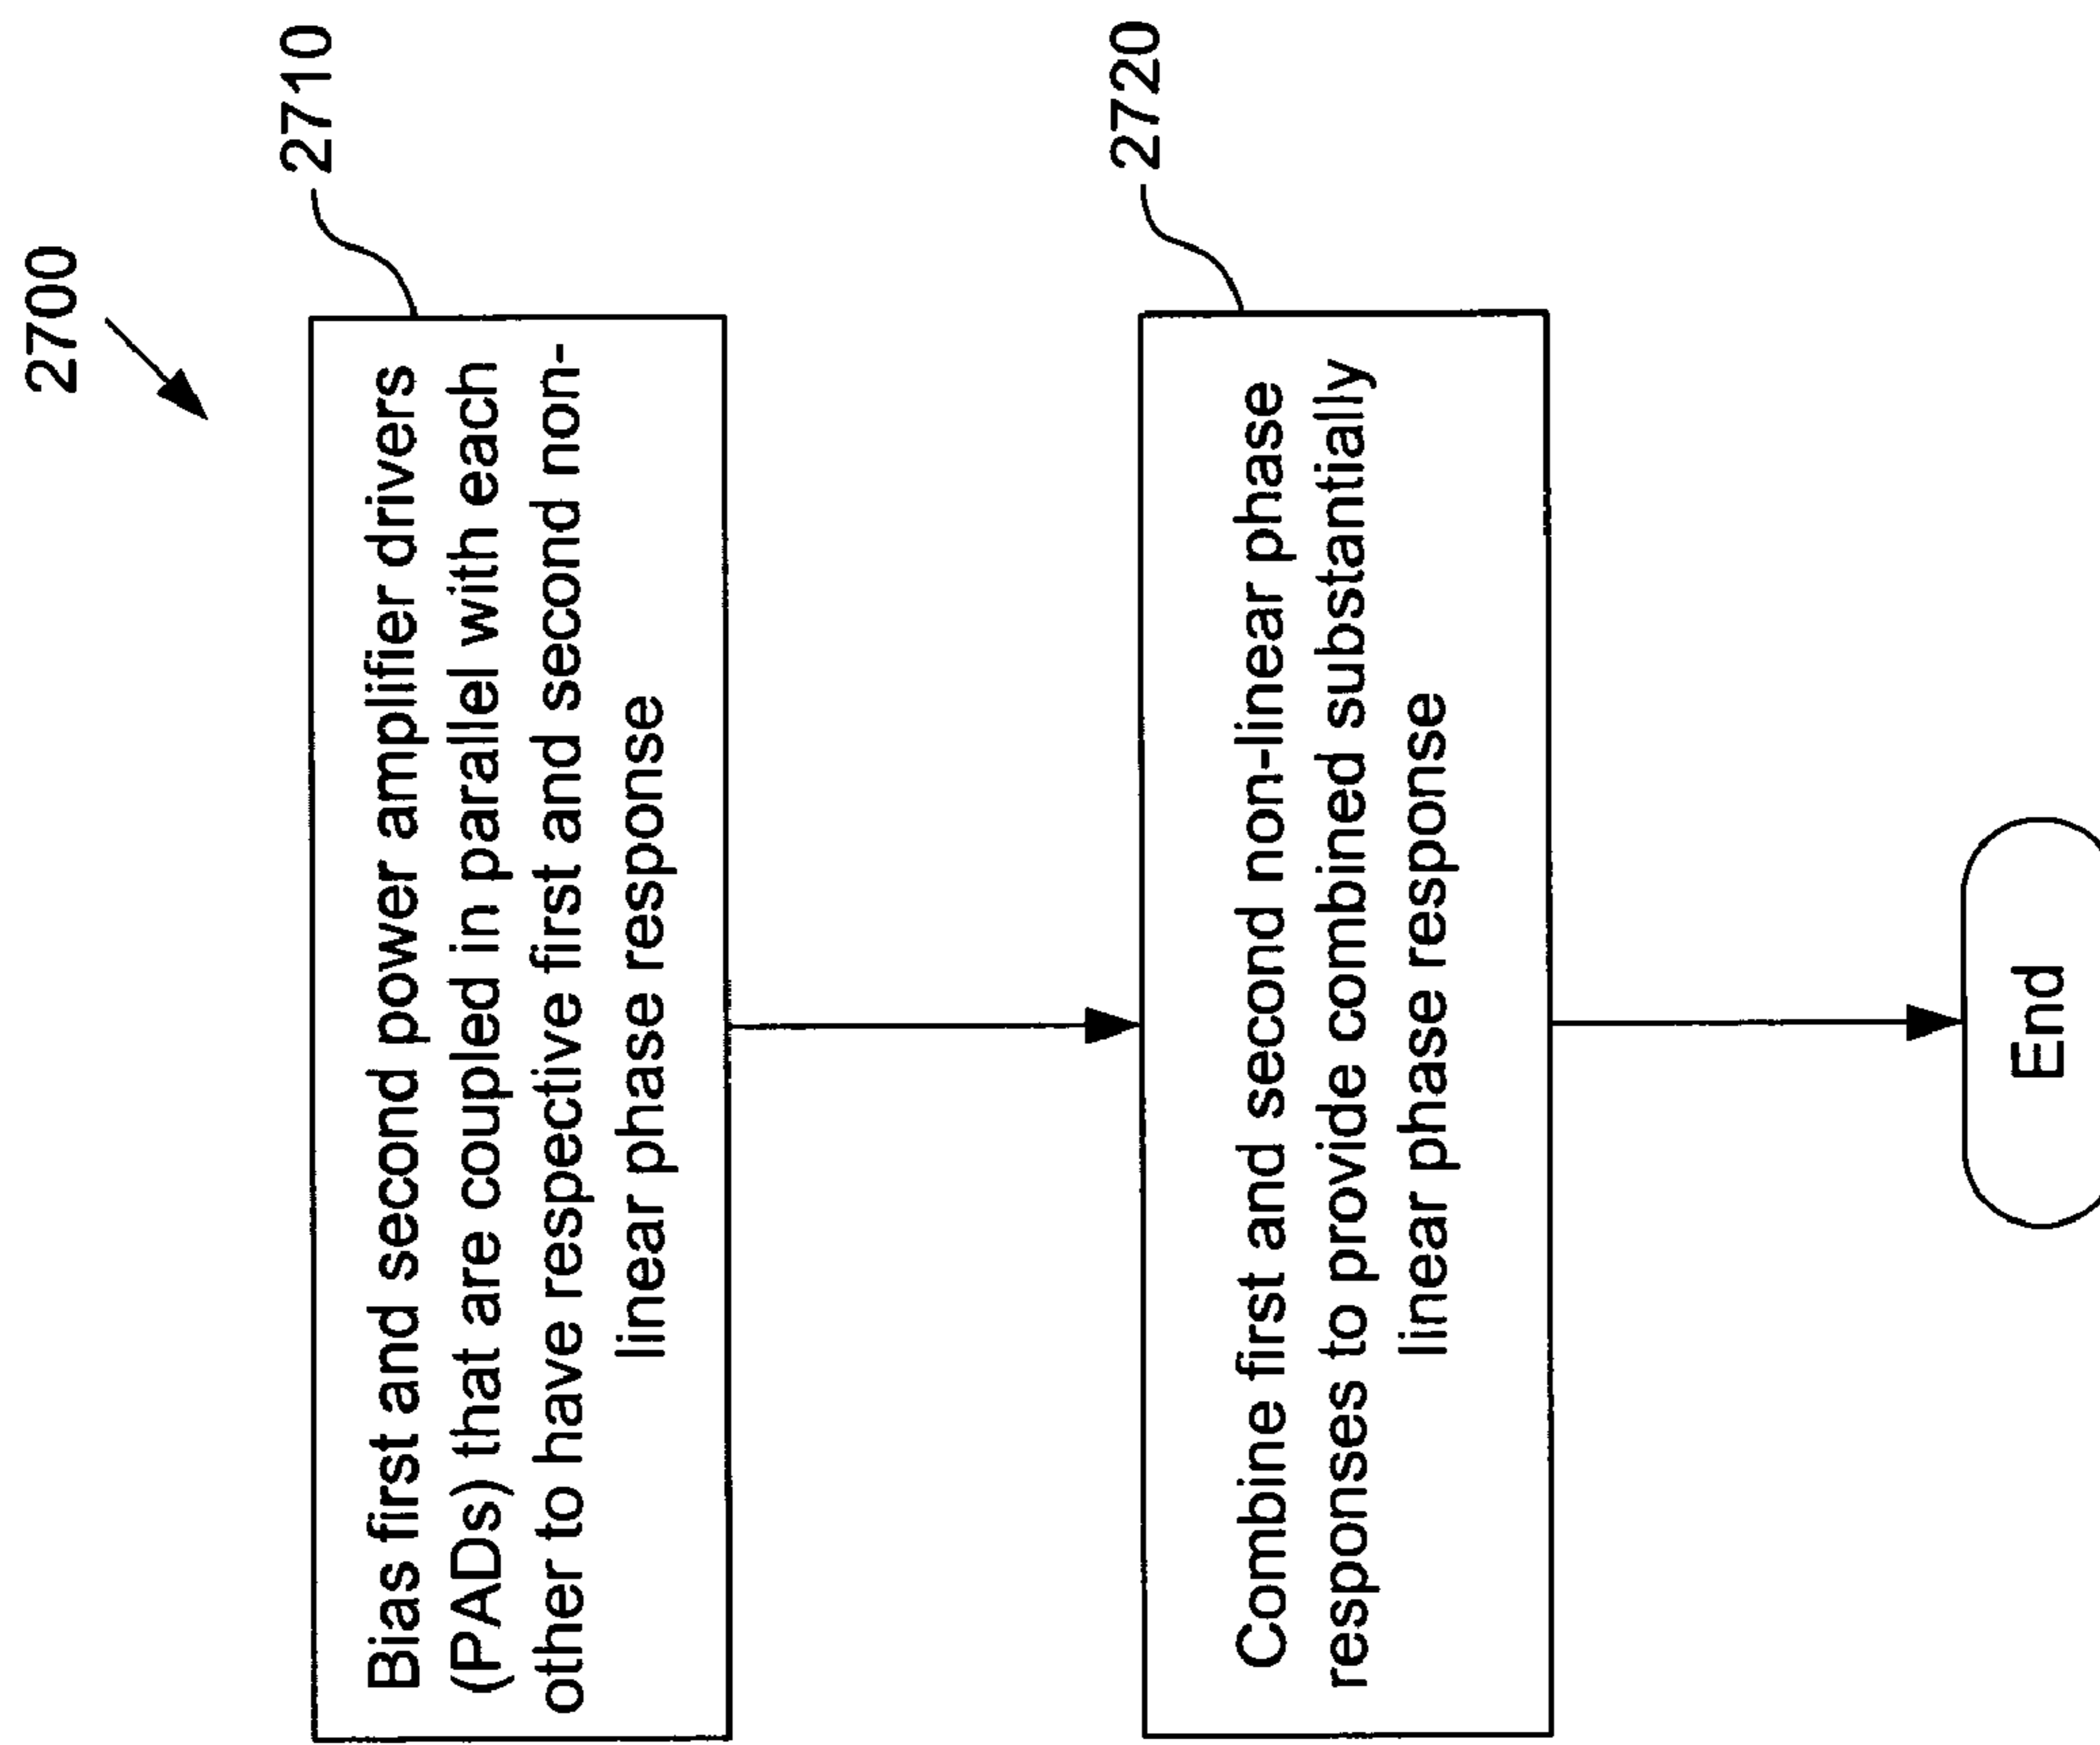 2700
2710
Bias first and second power amplifier drivers
(PADs) that are coupled in parallel with each
other to have respective first and second non-
linear phase response
2720
Combine first and second non-linear phase
responses to provide combined substantially
linear phase response
End